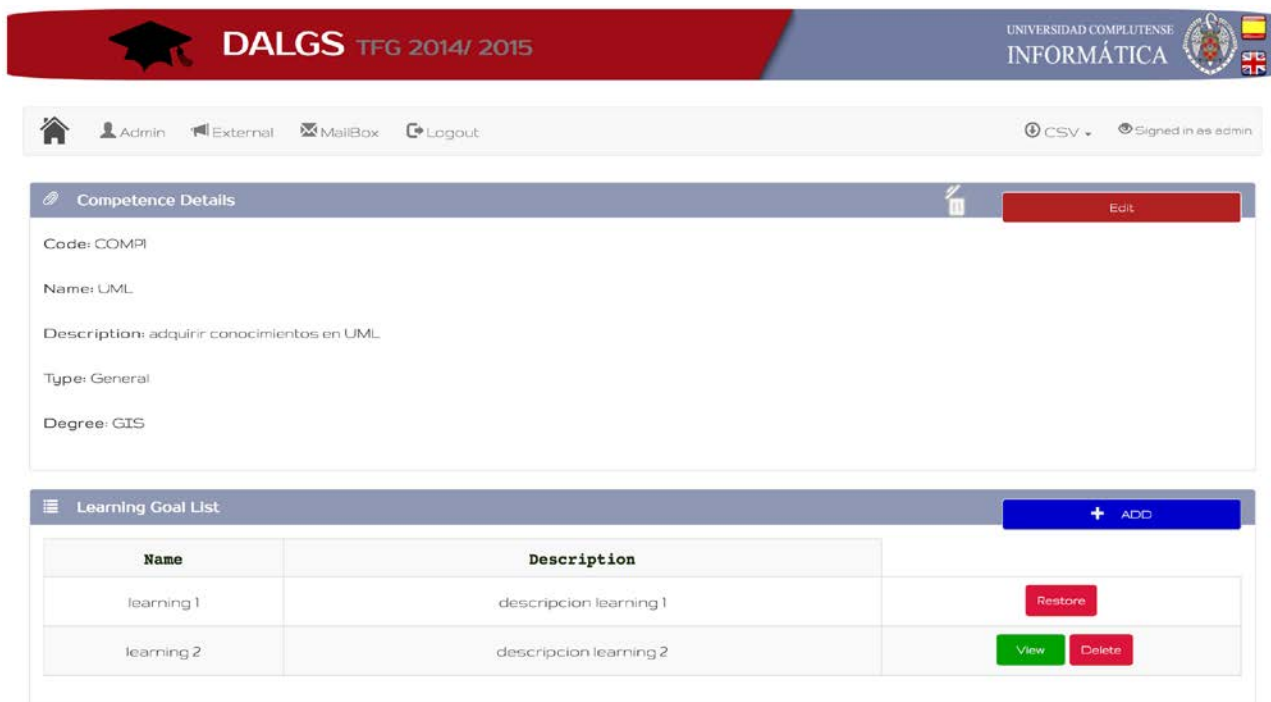 DALGS TFG 2014/ 2015
UNIVERSIDAD COMPLUTENSE
INFORMÁTICA
Admin External MailBox Logout CSV Signed in as admin
Competence Details Edit
Code: COMP1
Name: UML
Description: adquirir conocimientos en UML
Type: General
Degree: GIS
Learning Goal List + ADD
Name Description
learning 1 descripcion learning 1 Restore
learning 2 descripcion learning 2 View Delete